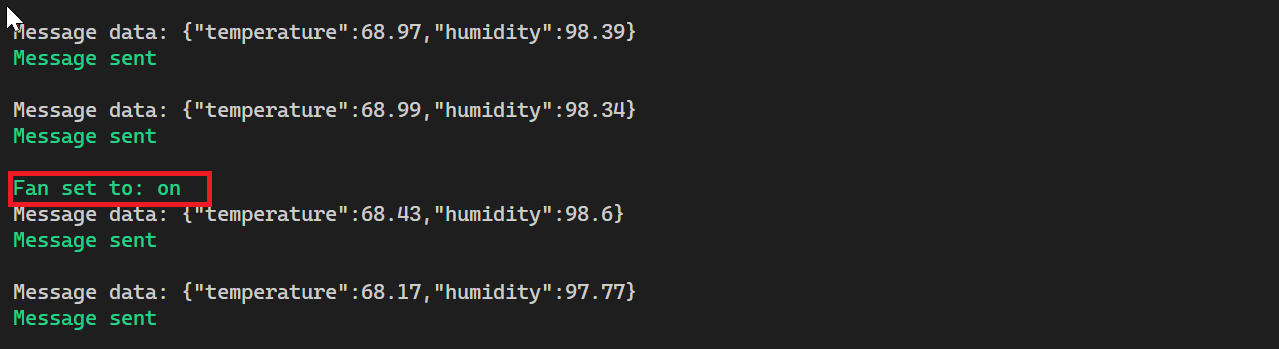 Message data: {"temperature":68.97,"humidity":98.39}
Message sent
Message data: {"temperature":68.99,"humidity":98.34}
Message sent
Fan set to: on
Message data: {"temperature":68.43,"humidity":98.6}
Message sent
Message data: {"temperature":68.17,"humidity":97.77}
Message sent